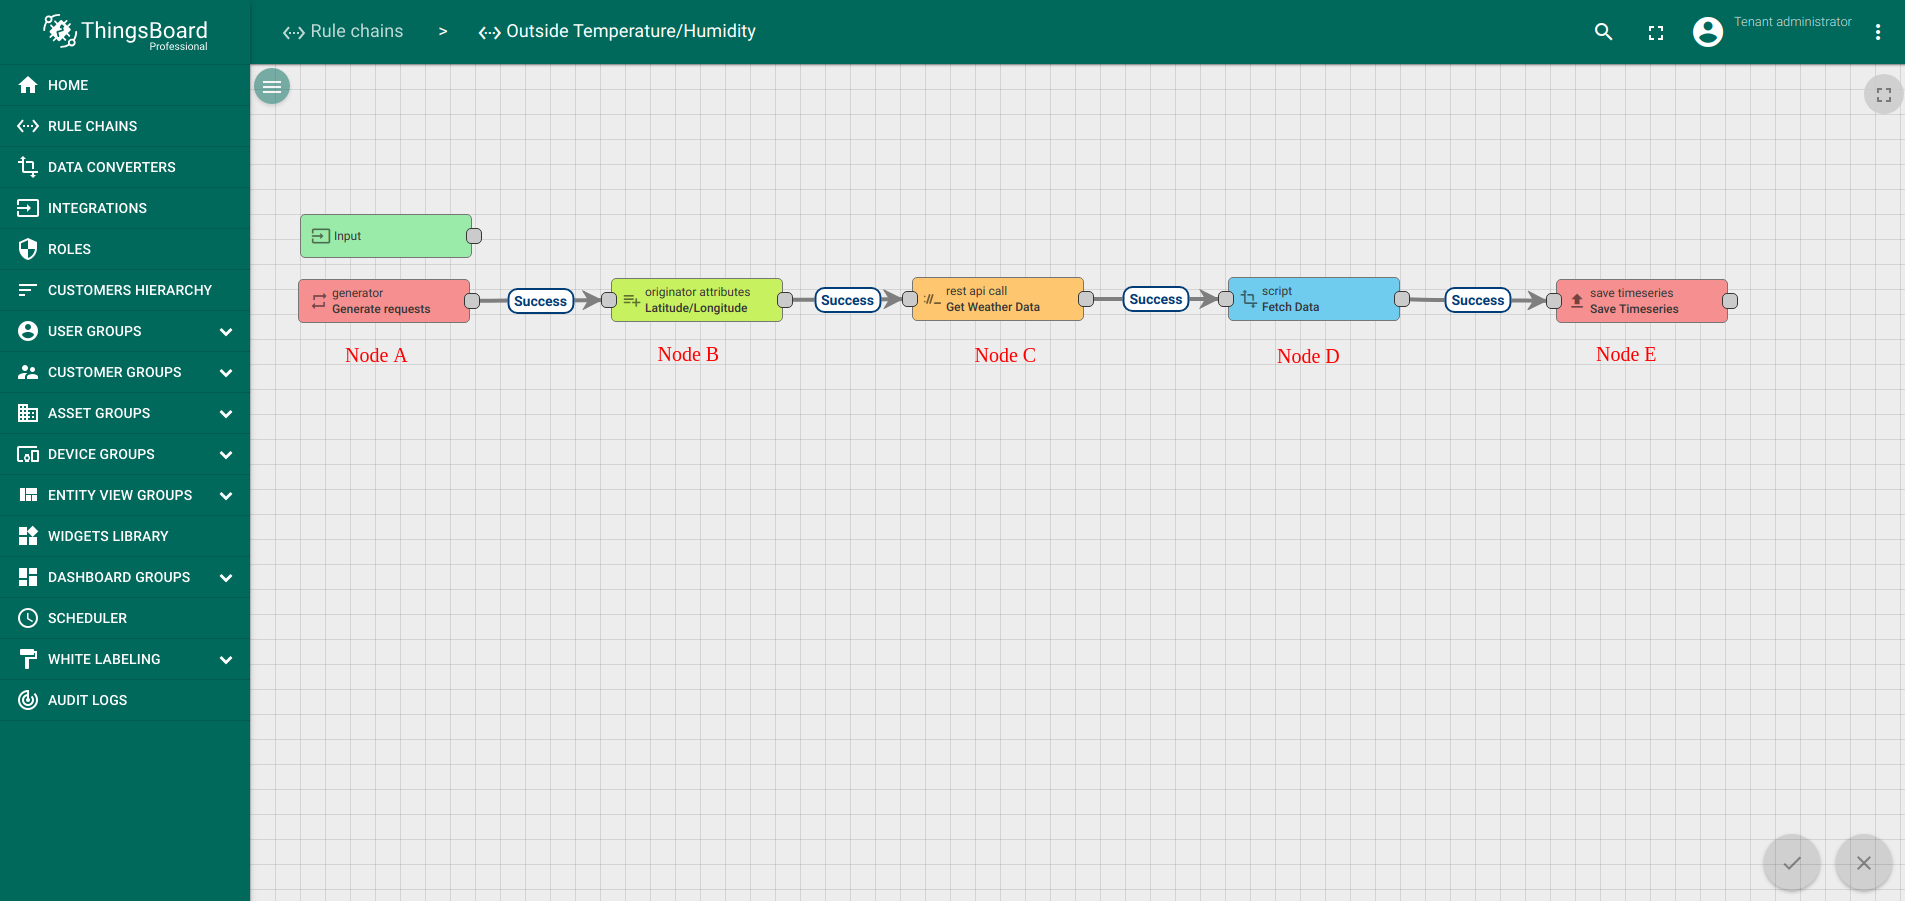 ThingsBoard
Professional
Rule chains > Outside Temperature/Humidity
Tenant administrator
HOME
RULE CHAINS
DATA CONVERTERS
INTEGRATIONS
ROLES
CUSTOMERS HIERARCHY
USER GROUPS
CUSTOMER GROUPS
ASSET GROUPS
DEVICE GROUPS
ENTITY VIEW GROUPS
WIDGETS LIBRARY
DASHBOARD GROUPS
SCHEDULER
WHITE LABELING
AUDIT LOGS
Input
generator
Generate requests
Success
originator attributes
Latitude/Longitude
Success
rest api call
Get Weather Data
Success
script
Fetch Data
Success
save timeseries
Save Timeseries
Node A
Node B
Node C
Node D
Node E